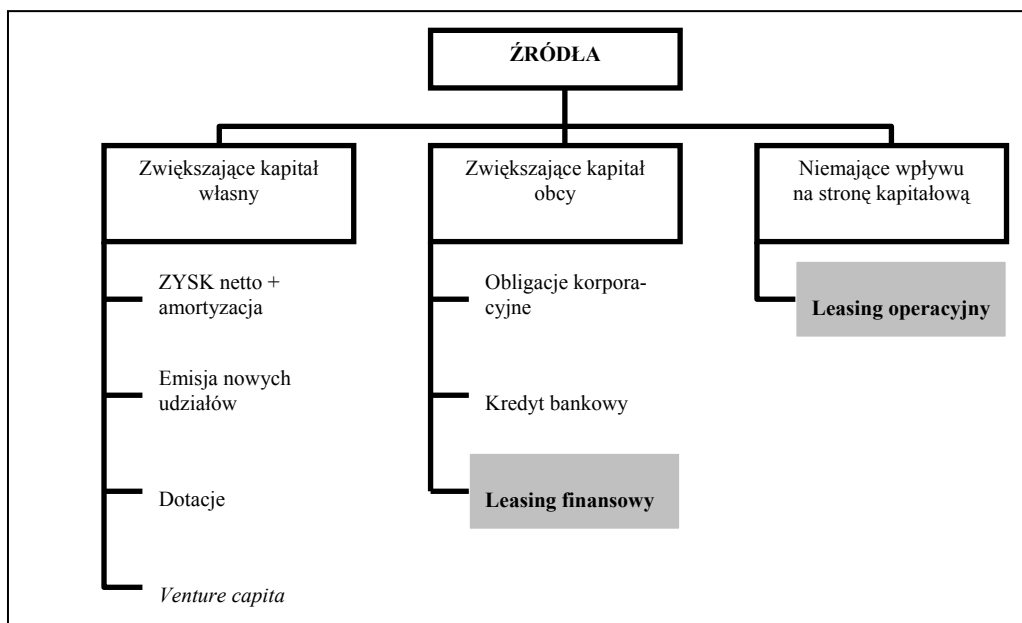 ŹRÓDŁA
Zwiększające kapitał
własny
ZYSK netto +
amortyzacja
Emisja nowych
udziałów
Dotacje
Venture capita
Zwiększające kapitał
obcy
Obligacje korpora-
cyjne
Kredyt bankowy
Leasing finansowy
Niemające wpływu
na stronę kapitałową
Leasing operacyjny